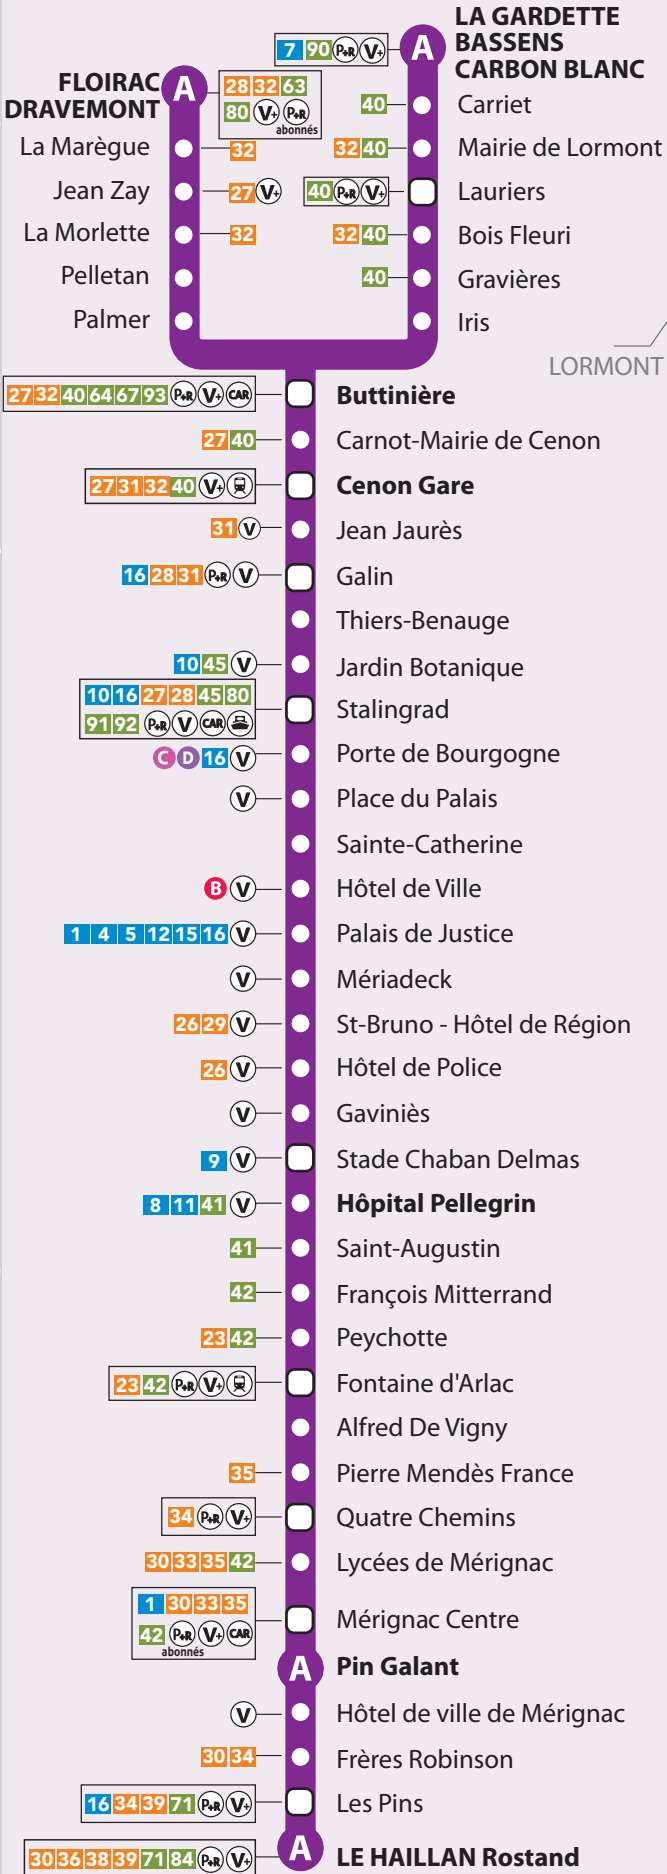 LA GARDETTE
BASSENS
CARBON BLANC
A
7 90 P+R V+
FLOIRAC
DRAVEMONT
A
28 32 63
80 V+ P+R
abonnés
40 Carriet
La Marègue 32
32 40 Mairie de Lormont
Jean Zay 27 V+
40 P+R V+ Lauriers
La Morlette 32
32 40 Bois Fleuri
Pelletan
40 Gravières
Palmer
Iris
LORMONT
27 32 40 64 67 93 P+R V+ CAR Buttinière
27 40 Carnot-Mairie de Cenon
27 31 32 40 V+ Cenon Gare
31 V Jean Jaurès
16 28 31 P+R V Galin
Thiers-Benauge
10 45 V Jardin Botanique
10 16 27 28 45 80
91 92 P+R V CAR
Stalingrad
C D 16 V Porte de Bourgogne
V Place du Palais
Sainte-Catherine
B V Hôtel de Ville
1 4 5 12 15 16 V Palais de Justice
V Mériadeck
26 29 V St-Bruno - Hôtel de Région
26 V Hôtel de Police
V Gaviniès
9 V Stade Chaban Delmas
8 11 41 V Hôpital Pellegrin
41 Saint-Augustin
42 François Mitterrand
23 42 Peychotte
23 42 P+R V+ Fontaine d'Arlac
Alfred De Vigny
35 Pierre Mendès France
34 P+R V+ Quatre Chemins
30 33 35 42 Lycées de Mérignac
1 30 33 35
42 P+R V+ CAR
abonnés
Mérignac Centre
A Pin Galant
V Hôtel de ville de Mérignac
30 34 Frères Robinson
16 34 39 71 P+R V+ Les Pins
30 36 38 39 71 84 P+R V+ A LE HAILLAN Rostand